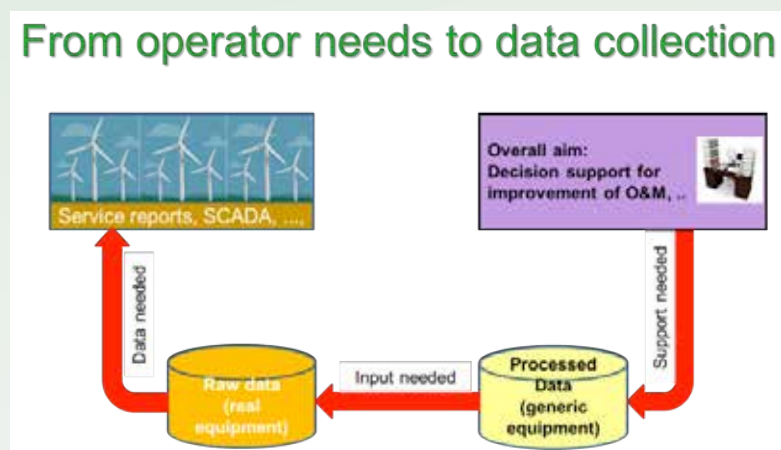 From operator needs to data collection
Service reports, SCADA, ...,
Overall aim:
Decision support for
improvement of O&M, ..
Data needed
Raw data
(real
equipment)
Input needed
Processed
Data
(generic
equipment)
Support needed